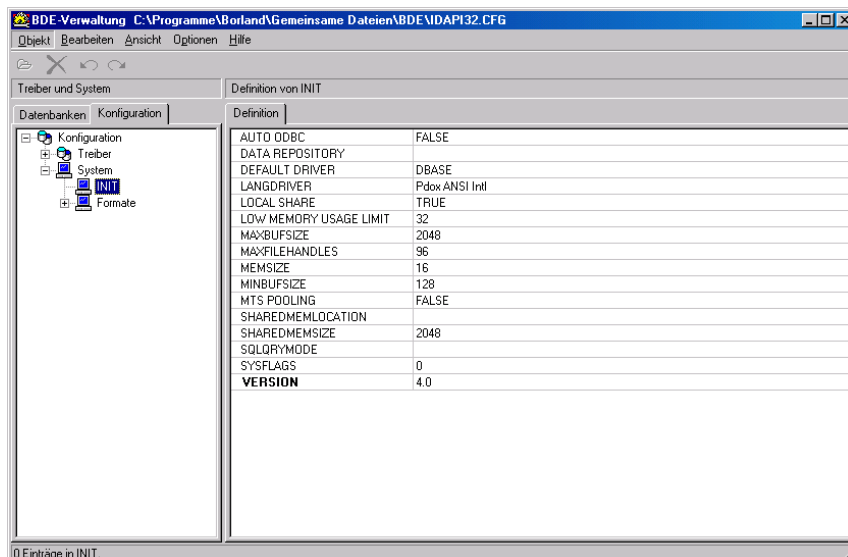 BDE-Verwaltung C:\Programme\Borland\Gemeinsame Dateien\BDE\IDAPI32.CFG
Objekt Bearbeiten Ansicht Optionen Hilfe
Treiber und System
Definition von INIT
Datenbanken Konfiguration
Definition
Konfiguration
Treiber
System
INIT
Formate
AUTO ODBC FALSE
DATA REPOSITORY
DEFAULT DRIVER DBASE
LANGDRIVER Pdox ANSI Intl
LOCAL SHARE TRUE
LOW MEMORY USAGE LIMIT 32
MAXBUFSIZE 2048
MAXFILEHANDLES 96
MEMSIZE 16
MINBUFSIZE 128
MTS POOLING FALSE
SHAREDMEMLOCATION
SHAREDMEMSIZE 2048
SQLQRYMODE
SYSFLAGS 0
VERSION 4.0
0 Einträge in INIT.